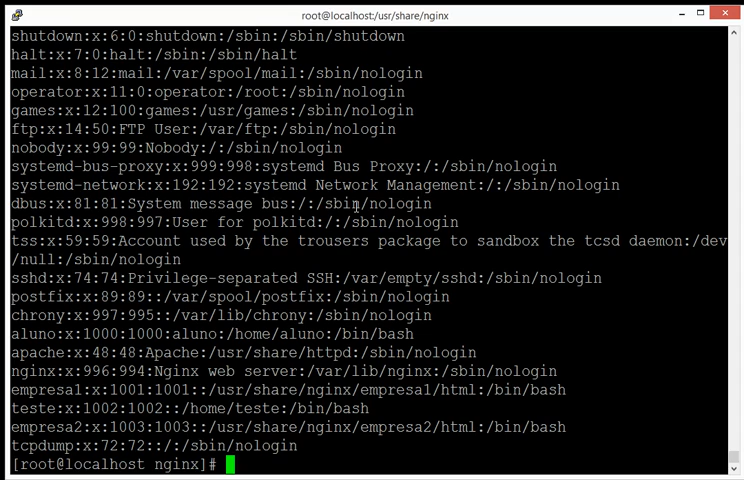 root@localhost:/usr/share/nginx
shutdown:x:6:0:shutdown:/sbin:/sbin/shutdown
halt:x:7:0:halt:/sbin:/sbin/halt
mail:x:8:12:mail:/var/spool/mail:/sbin/nologin
operator:x:11:0:operator:/root:/sbin/nologin
games:x:12:100:games:/usr/games:/sbin/nologin
ftp:x:14:50:FTP User:/var/ftp:/sbin/nologin
nobody:x:99:99:Nobody:/:/sbin/nologin
systemd-bus-proxy:x:999:998:systemd Bus Proxy:/:/sbin/nologin
systemd-network:x:192:192:systemd Network Management:/:/sbin/nologin
dbus:x:81:81:System message bus:/:/sbin/nologin
polkitd:x:998:997:User for polkitd:/:/sbin/nologin
tss:x:59:59:Account used by the trousers package to sandbox the tcsd daemon:/dev
/null:/sbin/nologin
sshd:x:74:74:Privilege-separated SSH:/var/empty/sshd:/sbin/nologin
postfix:x:89:89::/var/spool/postfix:/sbin/nologin
chrony:x:997:995::/var/lib/chrony:/sbin/nologin
aluno:x:1000:1000:aluno:/home/aluno:/bin/bash
apache:x:48:48:Apache:/usr/share/httpd:/sbin/nologin
nginx:x:996:994:Nginx web server:/var/lib/nginx:/sbin/nologin
empresa1:x:1001:1001::/usr/share/nginx/empresa1/html:/bin/bash
teste:x:1002:1002::/home/teste:/bin/bash
empresa2:x:1003:1003::/usr/share/nginx/empresa2/html:/bin/bash
tcpdump:x:72:72::/:/sbin/nologin
[root@localhost nginx]#